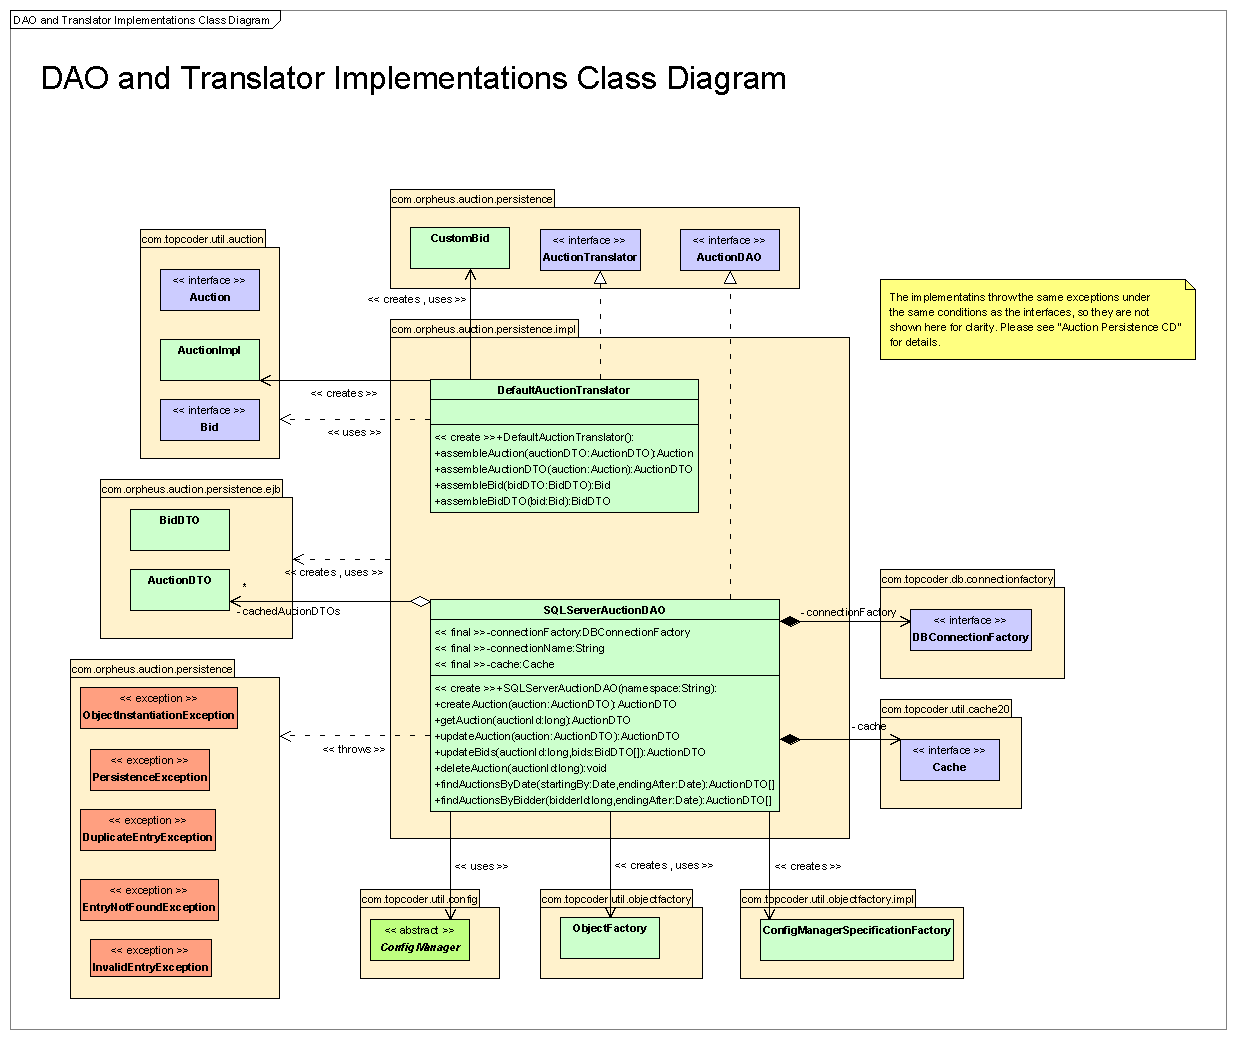 DAO and Translator Implementations Class Diagram
DAO and Translator Implementations Class Diagram
com.orpheus.auction.persistence
CustomBid
<< interface >>
AuctionTranslator
<< interface >>
AuctionDAO
com.topcoder.util.auction
<< interface >>
Auction
AuctionImpl
<< interface >>
Bid
<< creates , uses >>
The implementatins throw the same exceptions under
the same conditions as the interfaces, so they are not
shown here for clarity. Please see "Auction Persistence CD"
for details.
com.orpheus.auction.persistence.impl
<< creates >>
<< uses >>
DefaultAuctionTranslator
<< create >>+DefaultAuctionTranslator():
+assembleAuction(auctionDTO:AuctionDTO):Auction
+assembleAuctionDTO(auction:Auction):AuctionDTO
+assembleBid(bidDTO:BidDTO):Bid
+assembleBidDTO(bid:Bid):BidDTO
com.orpheus.auction.persistence.ejb
BidDTO
AuctionDTO
<< creates , uses >>
*
- cachedAuctionDTOs
SQLServerAuctionDAO
<< final >>-connectionFactory:DBConnectionFactory
<< final >>-connectionName:String
<< final >>-cache:Cache
<< create >>+SQLServerAuctionDAO(namespace:String):
+createAuction(auction:AuctionDTO):AuctionDTO
+getAuction(auctionId:long):AuctionDTO
+updateAuction(auction:AuctionDTO):AuctionDTO
+updateBids(auctionId:long,bids:BidDTO[]):AuctionDTO
+deleteAuction(auctionId:long):void
+findAuctionsByDate(startingBy:Date,endingAfter:Date):AuctionDTO[]
+findAuctionsByBidder(bidderId:long,endingAfter:Date):AuctionDTO[]
- connectionFactory
com.topcoder.db.connectionfactory
<< interface >>
DBConnectionFactory
- cache
com.topcoder.util.cache20
<< interface >>
Cache
com.orpheus.auction.persistence
<< exception >>
ObjectInstantiationException
<< exception >>
PersistenceException
<< exception >>
DuplicateEntryException
<< exception >>
EntryNotFoundException
<< exception >>
InvalidEntryException
<< throws >>
<< uses >>
<< creates , uses >>
<< creates >>
com.topcoder.util.config
<< abstract >>
ConfigManager
com.topcoder.util.objectfactory
ObjectFactory
com.topcoder.util.objectfactory.impl
ConfigManagerSpecificationFactory